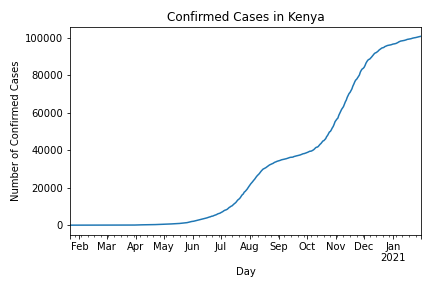 Confirmed Cases in Kenya
100000
80000
60000
40000
20000
0
Number of Confirmed Cases
Feb Mar Apr May Jun Jul Aug Sep Oct Nov Dec Jan
2021
Day